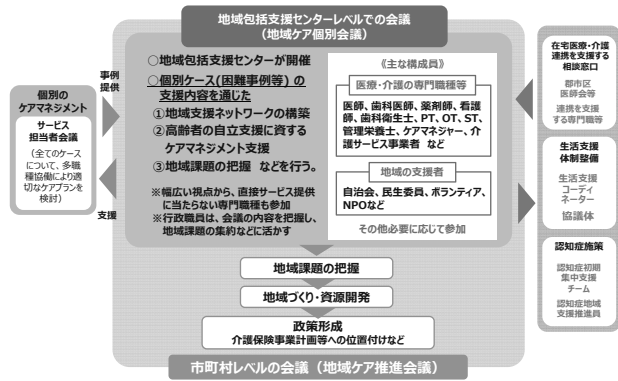 地域包括支援センターレベルでの会議
(地域ケア個別会議)
事例
提供
個別の
ケアマネジメント
サービス
担当者会議
(全てのケース
について、多職
種協働により適
切なケアプラン
を検討)
支援
○地域包括支援センターが開催
○個別ケース(困難事例等) の
支援内容を通じた
①地域支援ネットワークの構築
②高齢者の自立支援に資する
ケアマネジメント支援
③地域課題の把握 などを行う。
※幅広い視点から、直接サービス提供
に当たらない専門職種も参加
※行政職員は、会議の内容を把握し、
地域課題の集約などに活かす
《主な構成員》
医療・介護の専門職種等
医師、歯科医師、薬剤師、看護
師、歯科衛生士、PT、OT、ST、
管理栄養士、ケアマネジャー、介
護サービス事業者 など
地域の支援者
自治会、民生委員、ボランティア、
NPOなど
その他必要に応じて参加
在宅医療・介護
連携を支援する
相談窓口
郡市区
医師会等
連携を支援
する専門職等
生活支援
体制整備
生活支援
コーディ
ネーター
協議体
認知症施策
認知症初期
集中支援
チーム
認知症地域
支援推進員
地域課題の把握
地域づくり・資源開発
政策形成
介護保険事業計画等への位置付けなど
市町村レベルの会議(地域ケア推進会議)